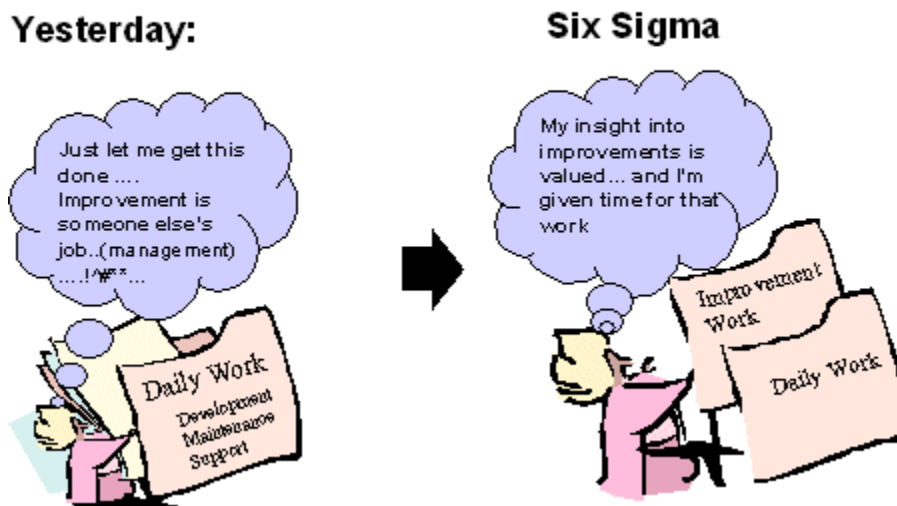 Yesterday:
Just let me get this
done ....
Improvement is
someone else's
job..(management)
....!^#** ...
Daily Work
Development
Maintenance
Support
Six Sigma
My insight into
improvements is
valued... and I'm
given time for that
work
Improvement
Work
Daily Work